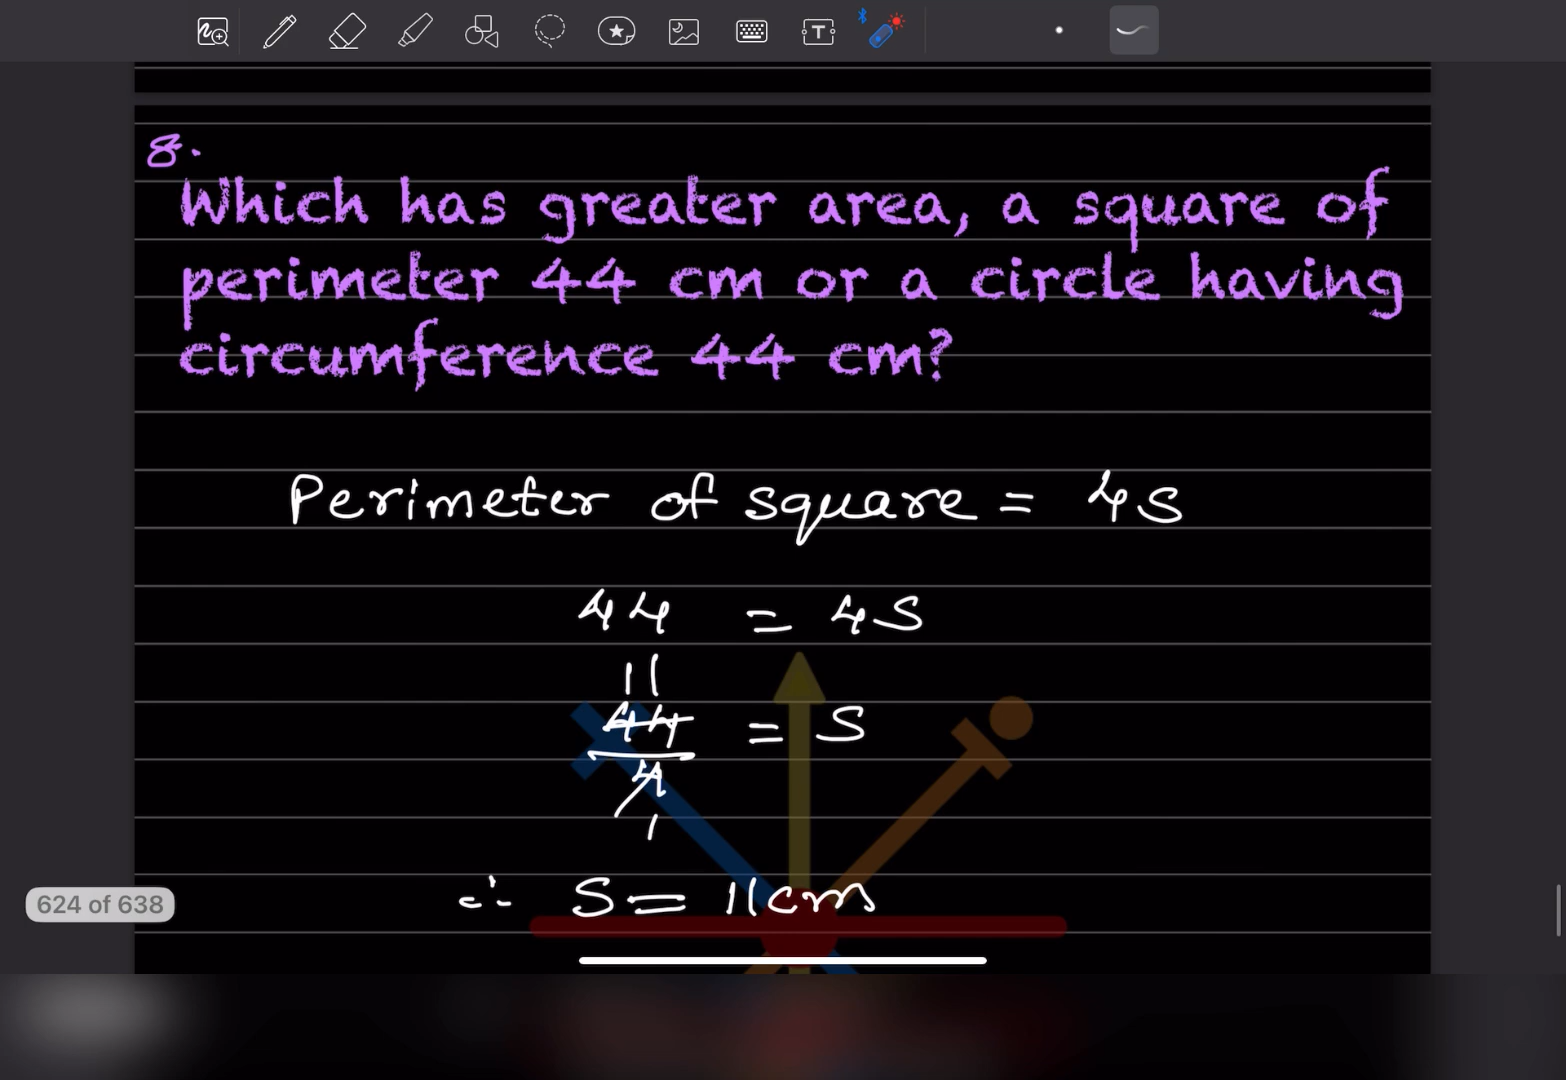 8.
Which has greater area, a square of
perimeter 44 cm or a circle having
circumference 44 cm?
Perimeter of square = 4s
44 = 4s
11
44 = s
4
1
∴ s = 11cm
624 of 638